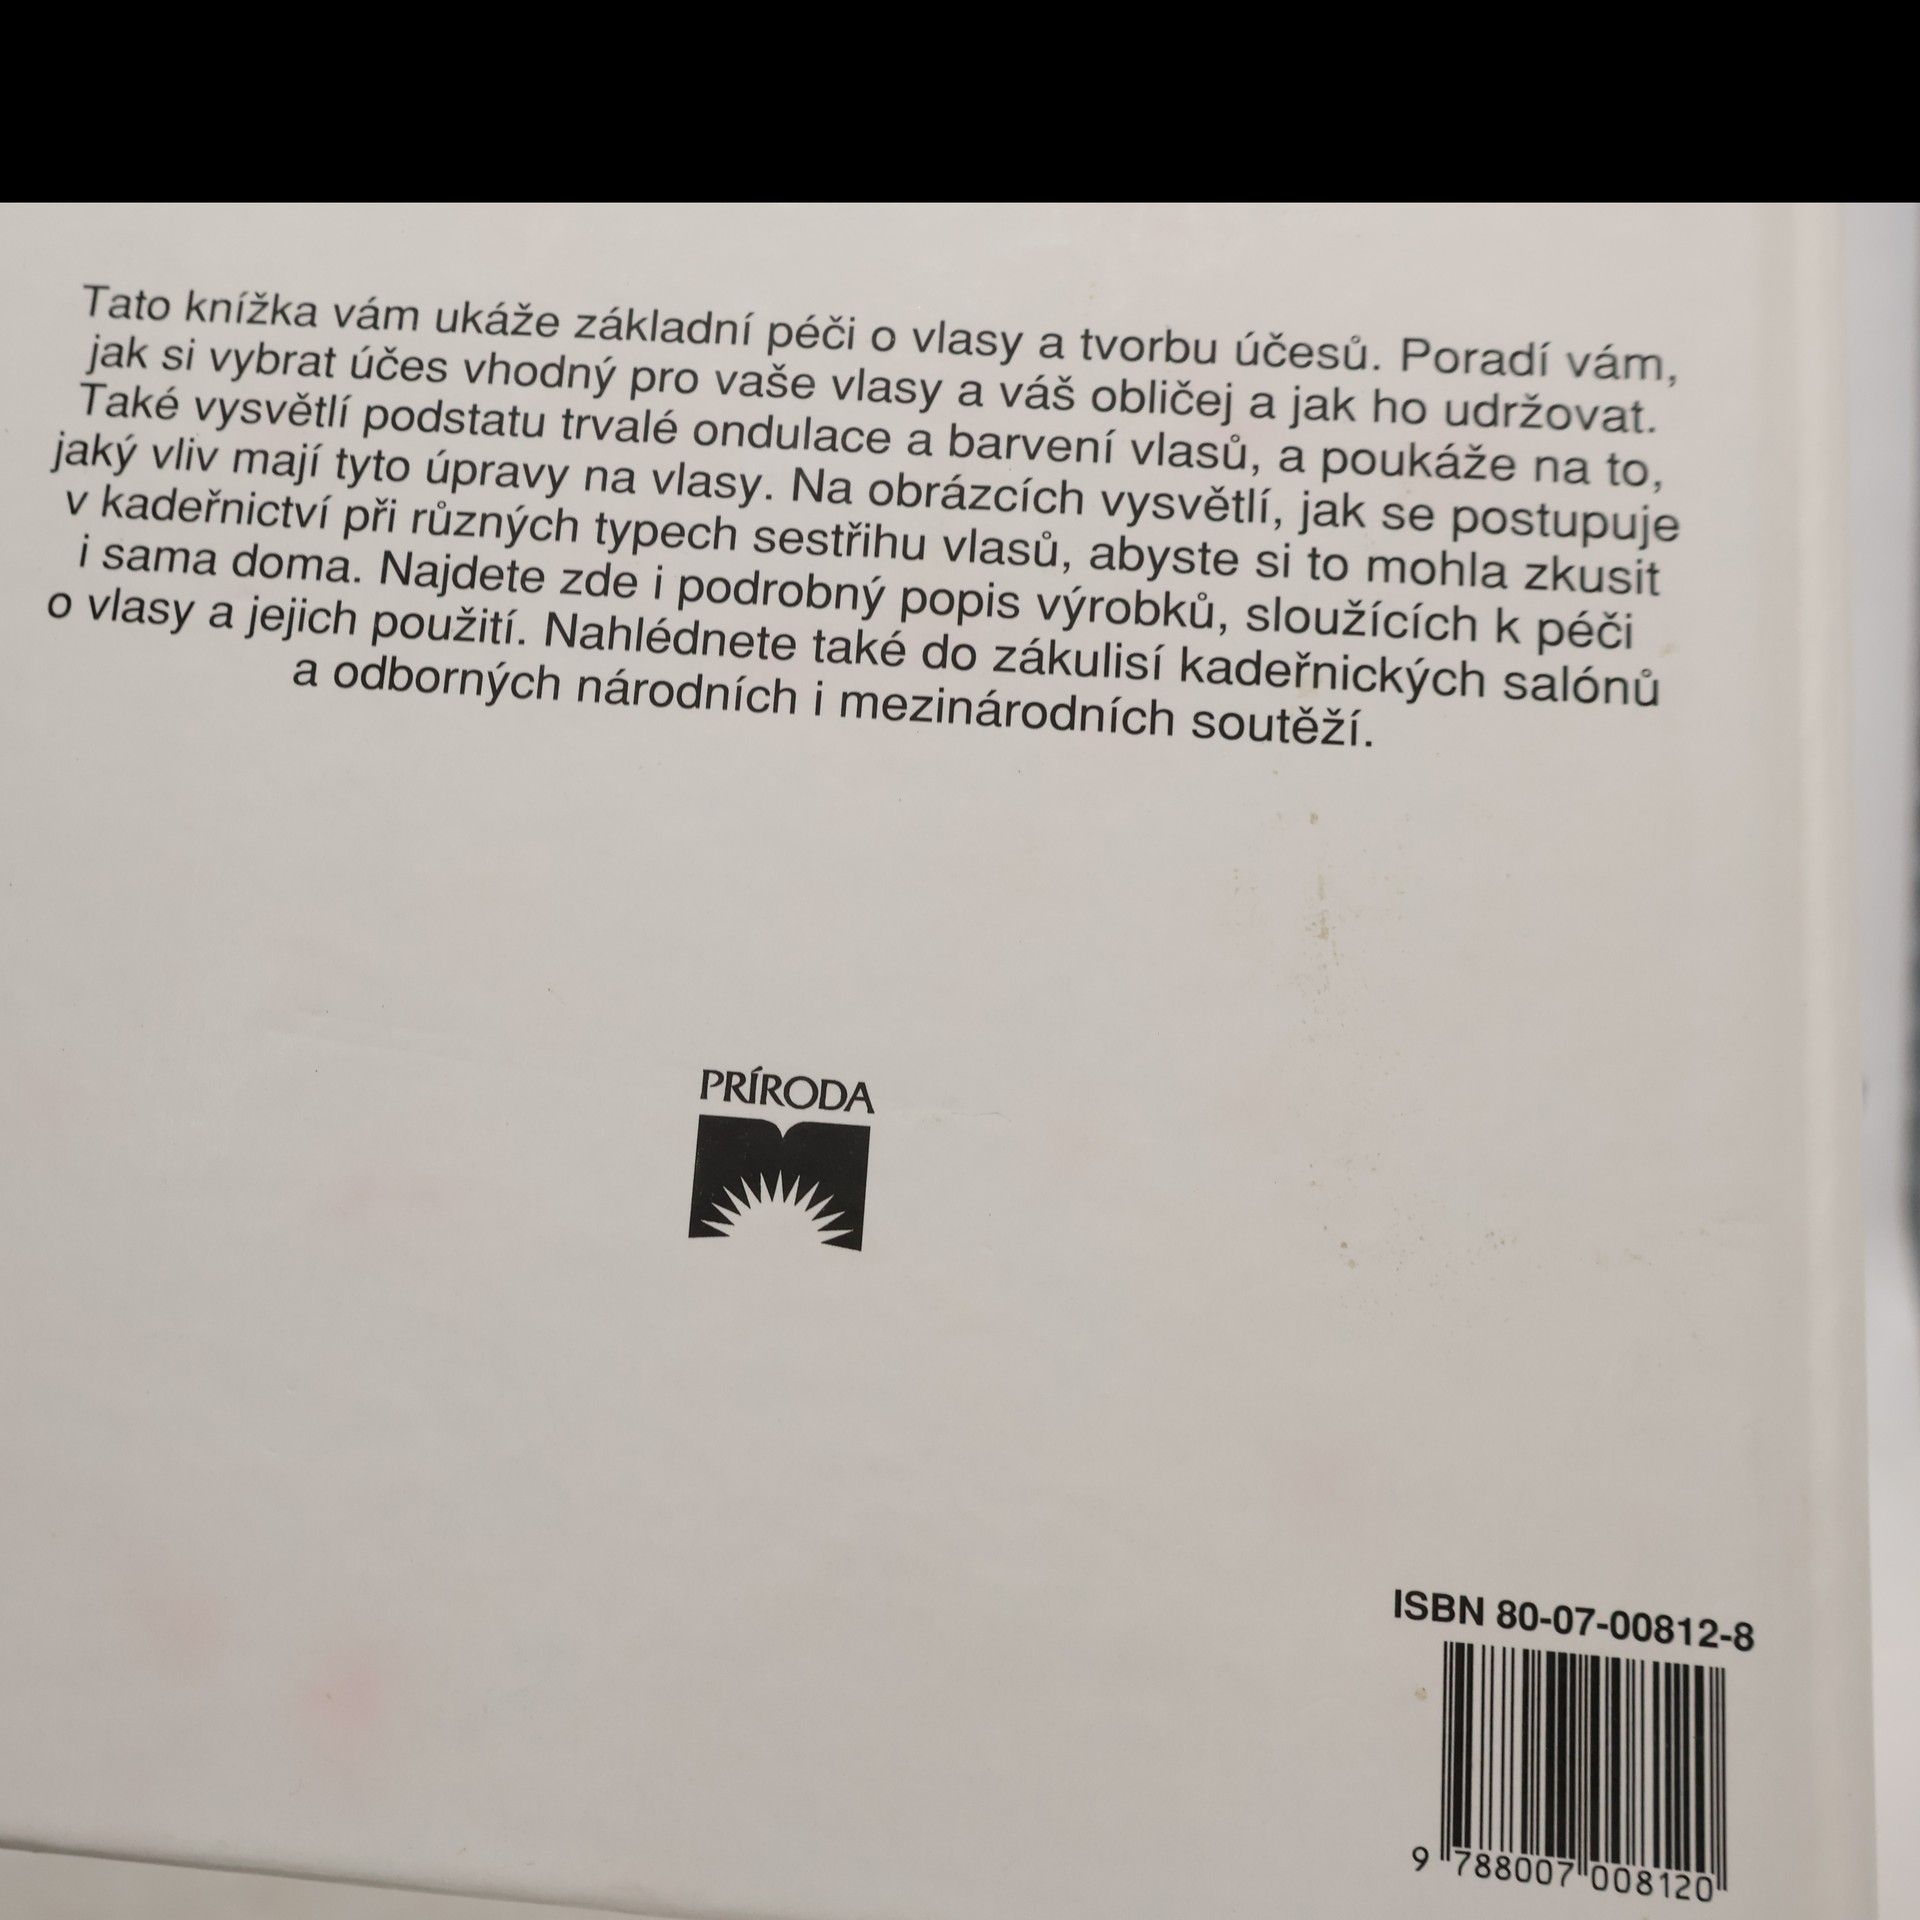 Tato knížka vám ukáže základní péči o vlasy a tvorbu účesů. Poradí vám,
jak si vybrat účes vhodný pro vaše vlasy a váš obličej a jak ho udržovat.
Také vysvětlí podstatu trvalé ondulace a barvení vlasů, a poukáže na to,
jaký vliv mají tyto úpravy na vlasy. Na obrázcích vysvětlí, jak se postupuje
v kadeřnictví při různých typech sestřihu vlasů, abyste si to mohla zkusit
i sama doma. Najdete zde i podrobný popis výrobků, sloužících k péči
o vlasy a jejich použití. Nahlédnete také do zákulisí kadeřnických salónů
a odborných národních i mezinárodních soutěží.
PRÍRODA
ISBN 80-07-00812-8
9 788007 008120